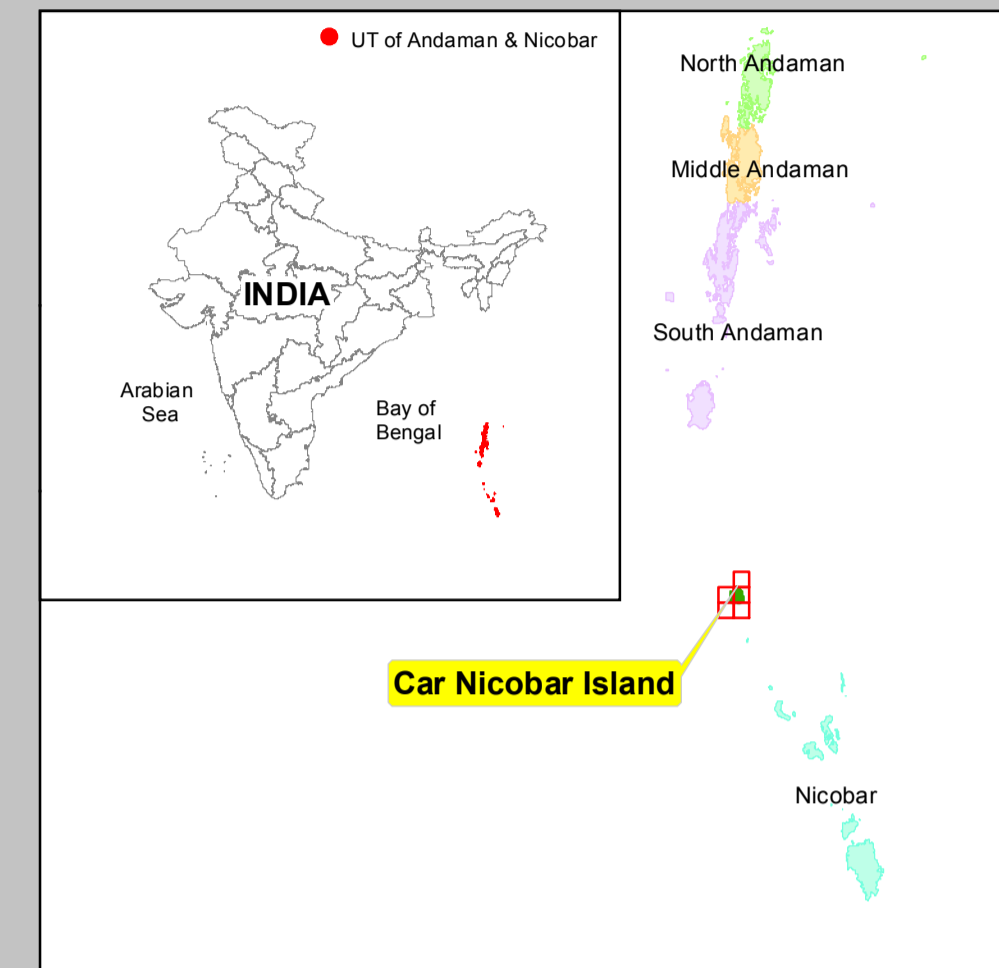 UT of Andaman & Nicobar
INDIA
Arabian
Sea
Bay of
Bengal
North Andaman
Middle Andaman
South Andaman
Car Nicobar Island
Nicobar